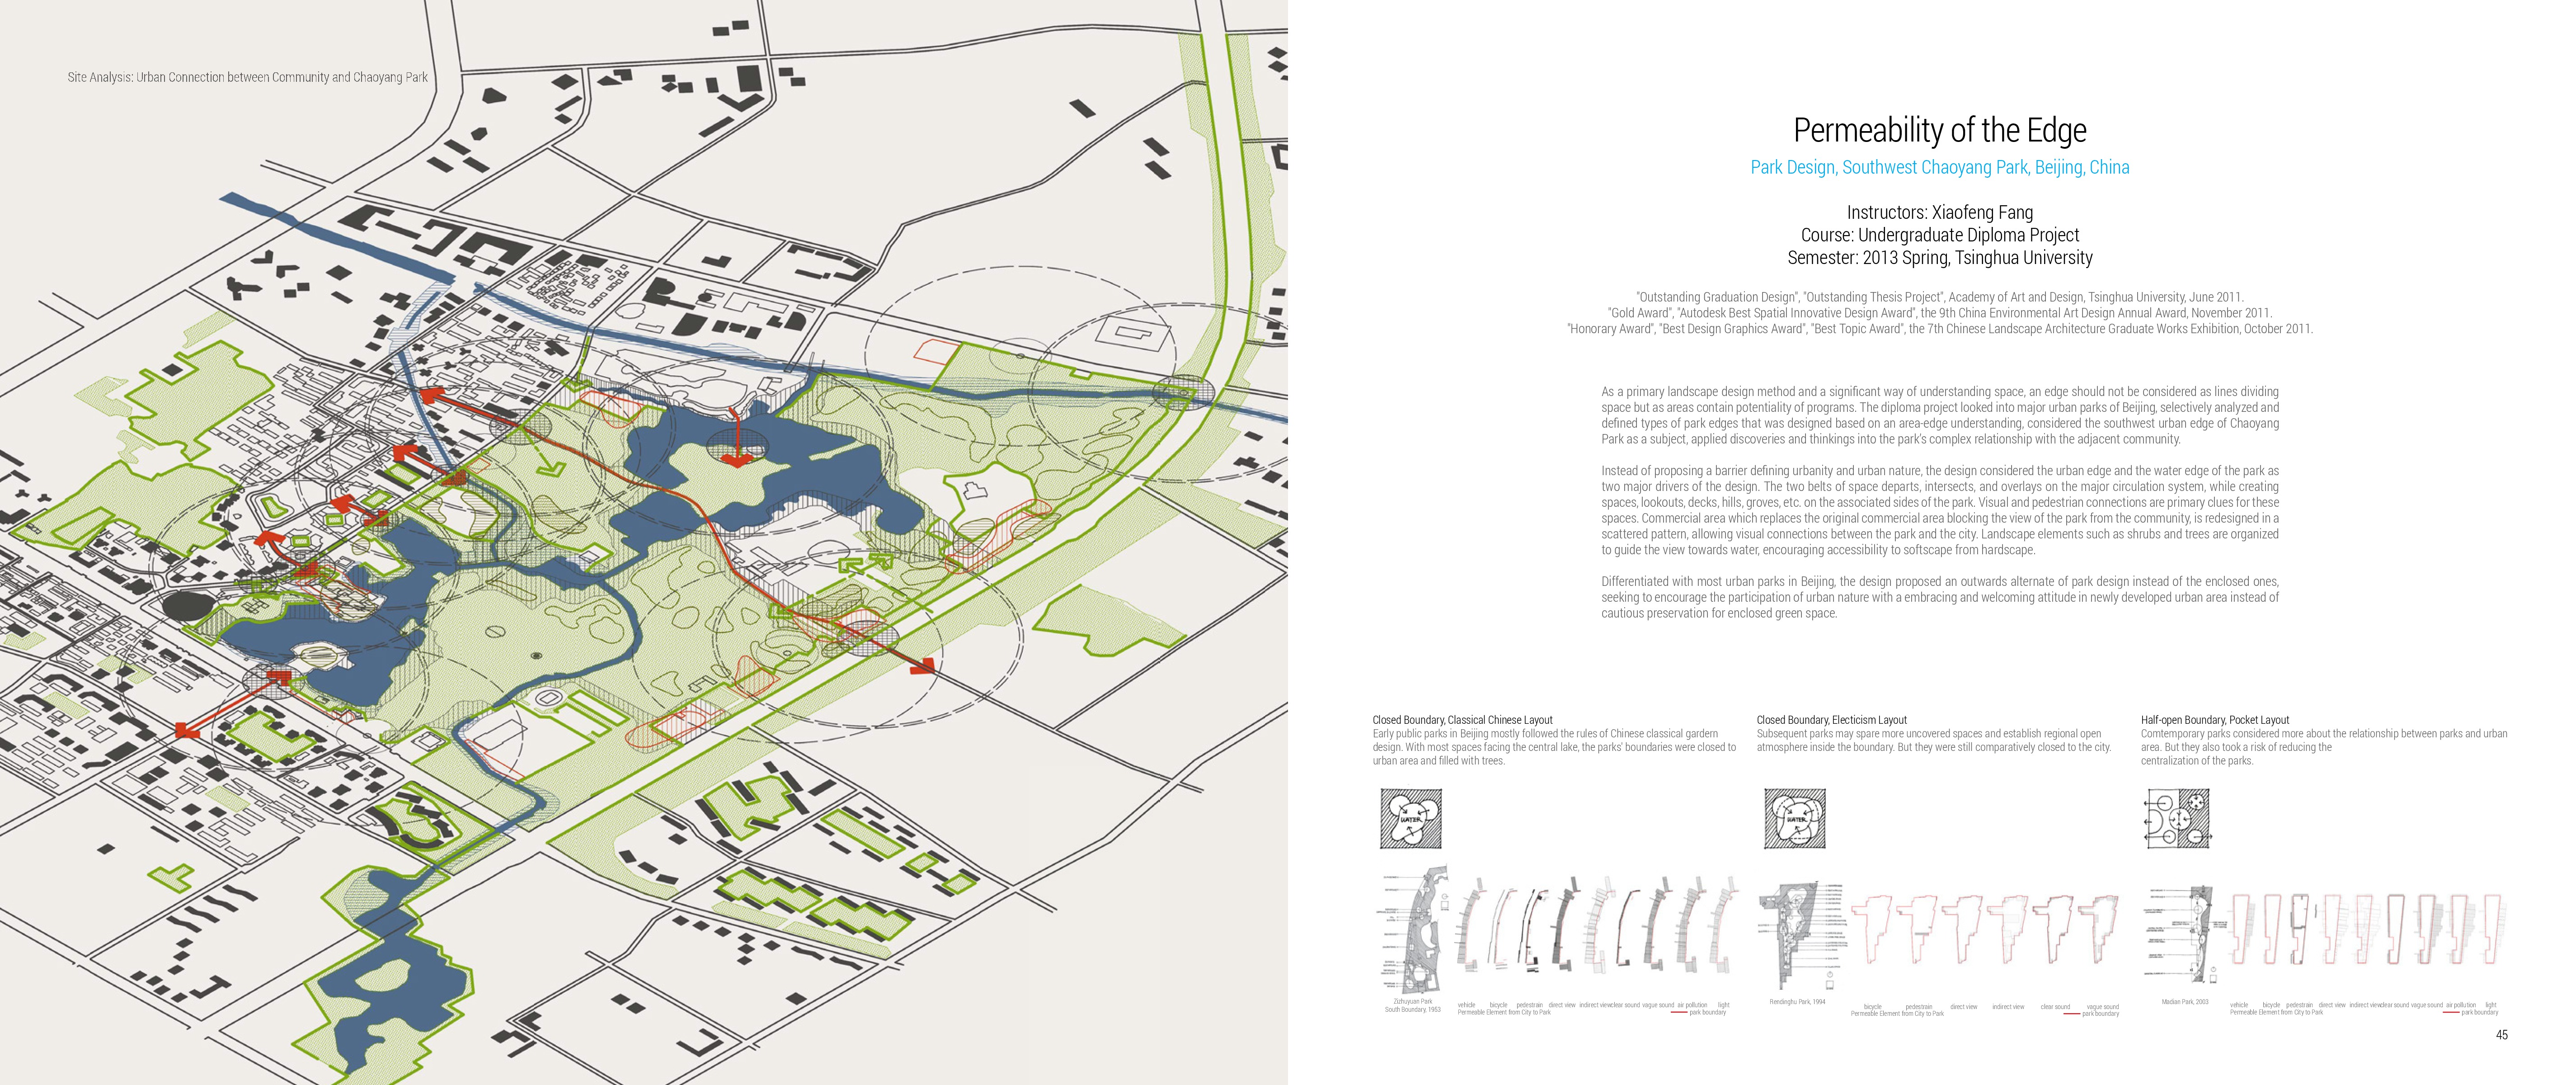 Site Analysis: Urban Connection between Community and Chaoyang Park
Permeability of the Edge
Park Design, Southwest Chaoyang Park, Beijing, China
Instructors: Xiaofeng Fang
Course: Undergraduate Diploma Project
Semester: 2013 Spring, Tsinghua University
"Outstanding Graduation Design", "Outstanding Thesis Project", Academy of Art and Design, Tsinghua University, June 2011.
"Gold Award", "Autodesk Best Spatial Innovative Design Award", the 9th China Environmental Art Design Annual Award, November 2011.
"Honorary Award", "Best Design Graphics Award", "Best Topic Award", the 7th Chinese Landscape Architecture Graduate Works Exhibition, October 2011.
As a primary landscape design method and a significant way of understanding space, an edge should not be considered as lines dividing
space but as areas contain potentiality of programs. The diploma project looked into major urban parks of Beijing, selectively analyzed and
defined types of park edges that was designed based on an area-edge understanding, considered the southwest urban edge of Chaoyang
Park as a subject, applied discoveries and thinkings into the park's complex relationship with the adjacent community.
Instead of proposing a barrier defining urbanity and urban nature, the design considered the urban edge and the water edge of the park as
two major drivers of the design. The two belts of space departs, intersects, and overlays on the major circulation system, while creating
spaces, lookouts, decks, hills, groves, etc. on the associated sides of the park. Visual and pedestrian connections are primary clues for these
spaces. Commercial area which replaces the original commercial area blocking the view of the park from the community, is redesigned in a
scattered pattern, allowing visual connections between the park and the city. Landscape elements such as shrubs and trees are organized
to guide the view towards water, encouraging accessibility to softscape from hardscape.
Differentiated with most urban parks in Beijing, the design proposed an outwards alternate of park design instead of the enclosed ones,
seeking to encourage the participation of urban nature with a embracing and welcoming attitude in newly developed urban area instead of
cautious preservation for enclosed green space.
Closed Boundary, Classical Chinese Layout
Early public parks in Beijing mostly followed the rules of Chinese classical gardern
design. With most spaces facing the central lake, the parks' boundaries were closed to
urban area and filled with trees.
WATER
Zizhuyuan Park
South Boundary, 1953
vehicle bicycle pedestrain direct view indirect view clear sound vague sound air pollution light
Permeable Element from City to Park
park boundary
Closed Boundary, Electicism Layout
Subsequent parks may spare more uncovered spaces and establish regional open
atmosphere inside the boundary. But they were still comparatively closed to the city.
WATER
Rendinghu Park, 1994
bicycle pedestrain direct view indirect view clear sound vague sound
Permeable Element from City to Park
park boundary
Half-open Boundary, Pocket Layout
Comtemporary parks considered more about the relationship between parks and urban
area. But they also took a risk of reducing the
centralization of the parks.
Madian Park, 2003
vehicle bicycle pedestrain direct view indirect view clear sound vague sound air pollution light
Permeable Element from City to Park
park boundary
45